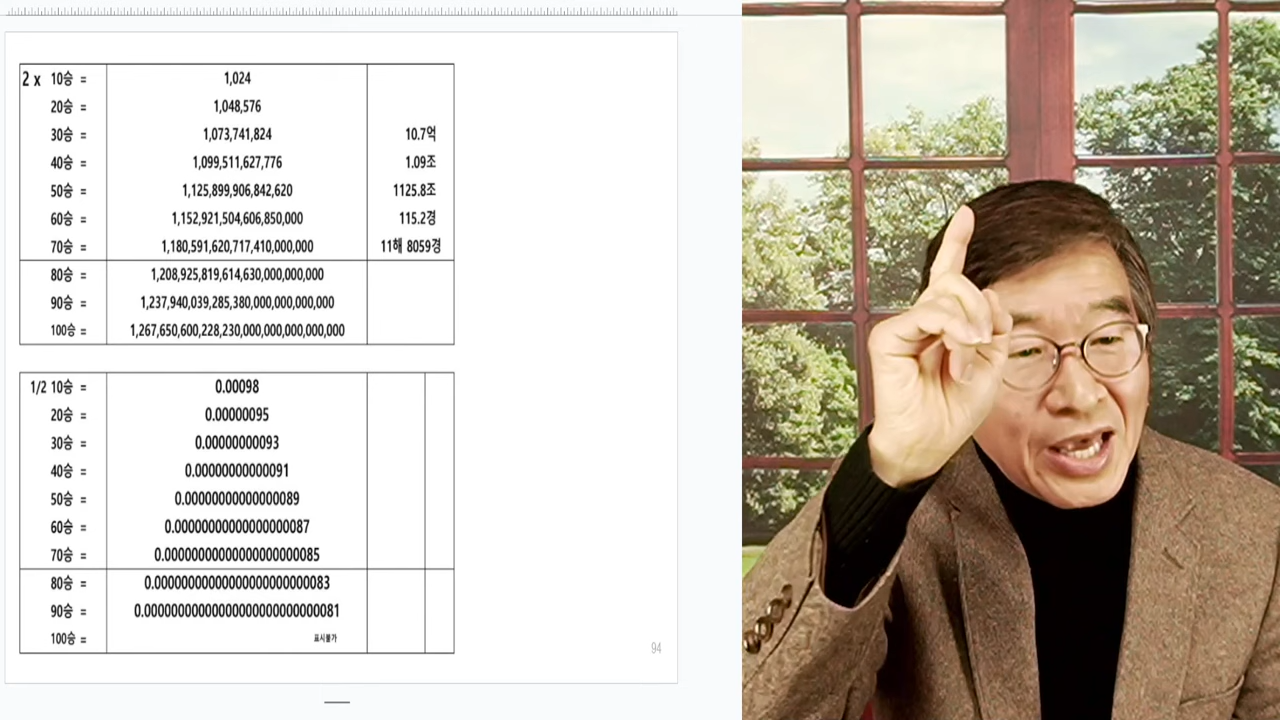 2 x 10승 = 1,024
20승 = 1,048,576
30승 = 1,073,741,824 10.7억
40승 = 1,099,511,627,776 1.09조
50승 = 1,125,899,906,842,620 1125.8조
60승 = 1,152,921,504,606,850,000 115.2경
70승 = 1,180,591,620,717,410,000,000 11해 8059경
80승 = 1,208,925,819,614,630,000,000,000
90승 = 1,237,940,039,285,380,000,000,000,000
100승 = 1,267,650,600,228,230,000,000,000,000,000
1/2 10승 = 0.00098
20승 = 0.00000095
30승 = 0.00000000093
40승 = 0.00000000000091
50승 = 0.00000000000000089
60승 = 0.00000000000000000087
70승 = 0.00000000000000000000085
80승 = 0.00000000000000000000000083
90승 = 0.00000000000000000000000000081
100승 = 표시불가
94